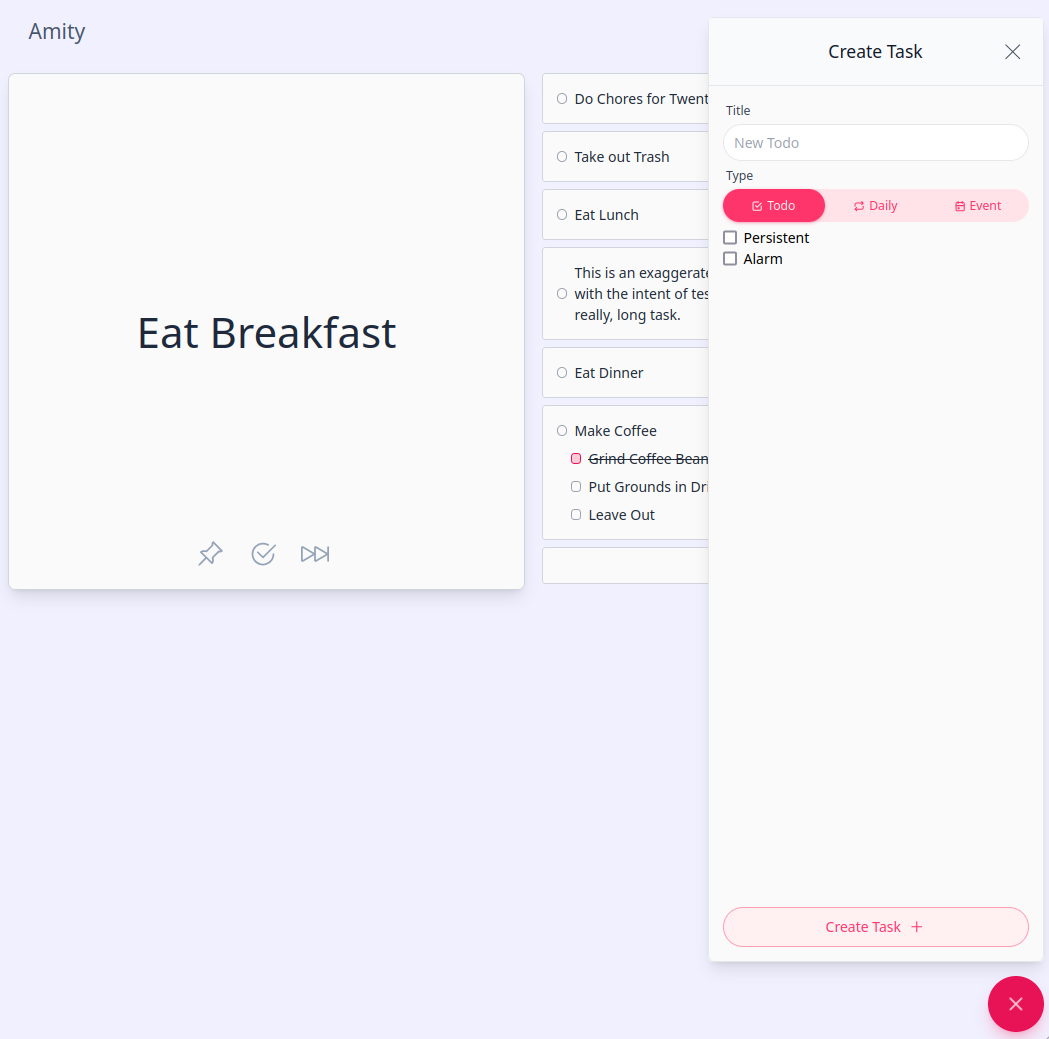 Amity
Eat Breakfast
Do Chores for Twent
Take out Trash
Eat Lunch
This is an exaggerate
with the intent of tes
really, long task.
Eat Dinner
Make Coffee
Grind Coffee Bean
Put Grounds in Dri
Leave Out
Create Task
Title
New Todo
Type
Todo Daily Event
Persistent
Alarm
Create Task